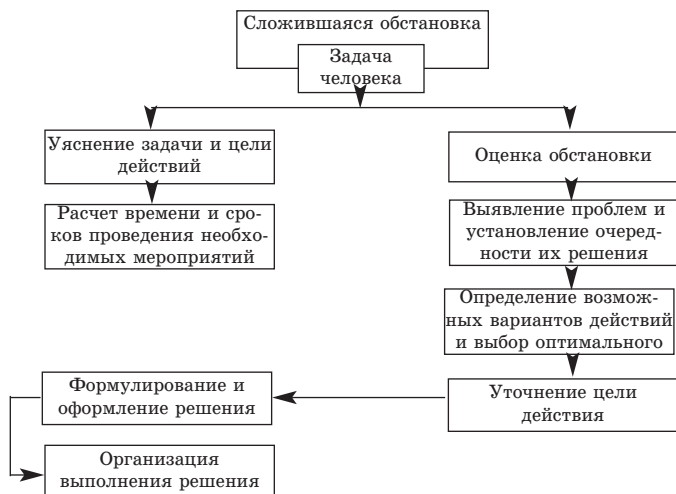 Сложившаяся обстановка
Задача
человека
Уяснение задачи и цели
действий
Расчет времени и сро-
ков проведения необхо-
димых мероприятий
Оценка обстановки
Выявление проблем и
установление очеред-
ности их решения
Определение возмож-
ных вариантов действий
и выбор оптимального
Уточнение цели
действия
Формулирование и
оформление решения
Организация
выполнения решения